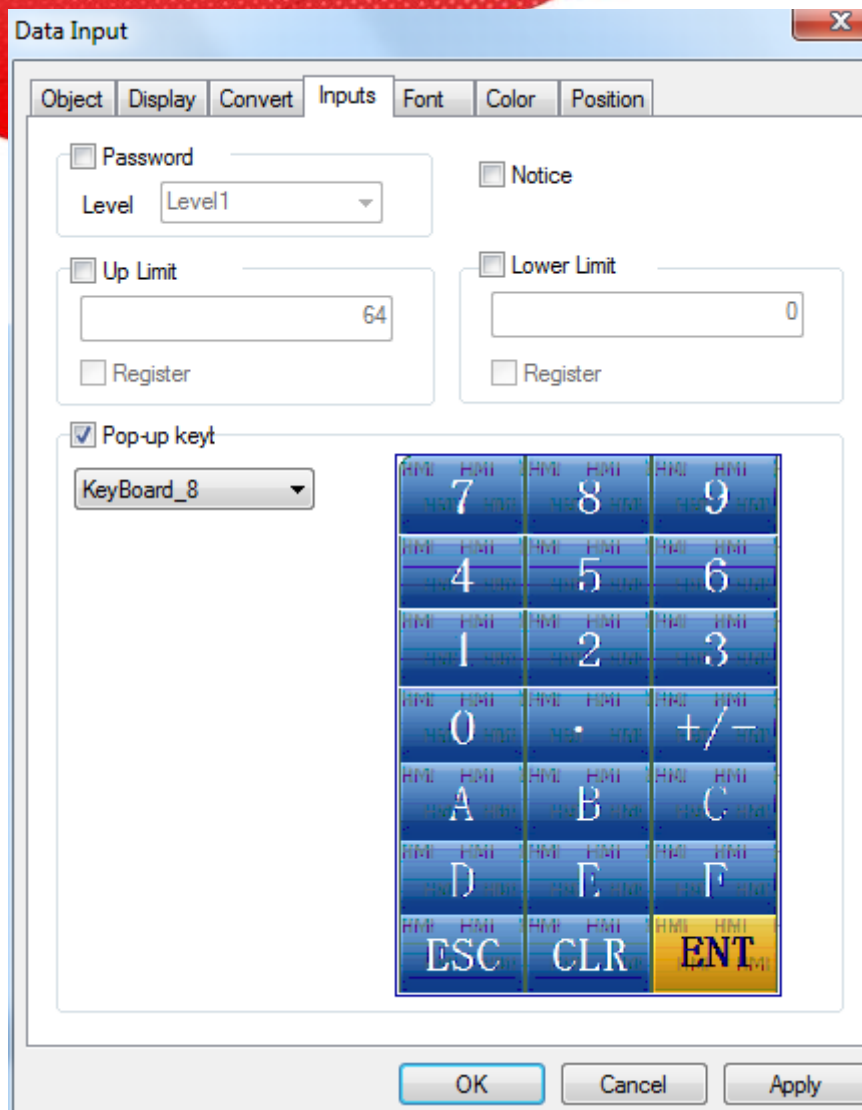 Data Input
Object Display Convert Inputs Font Color Position
Password
Notice
Level Level1
Up Limit
Lower Limit
64
0
Register
Register
Pop-up keyt
KeyBoard_8
7 8 9
4 5 6
1 2 3
0 . +/-
A B C
D E F
ESC CLR ENT
OK Cancel Apply